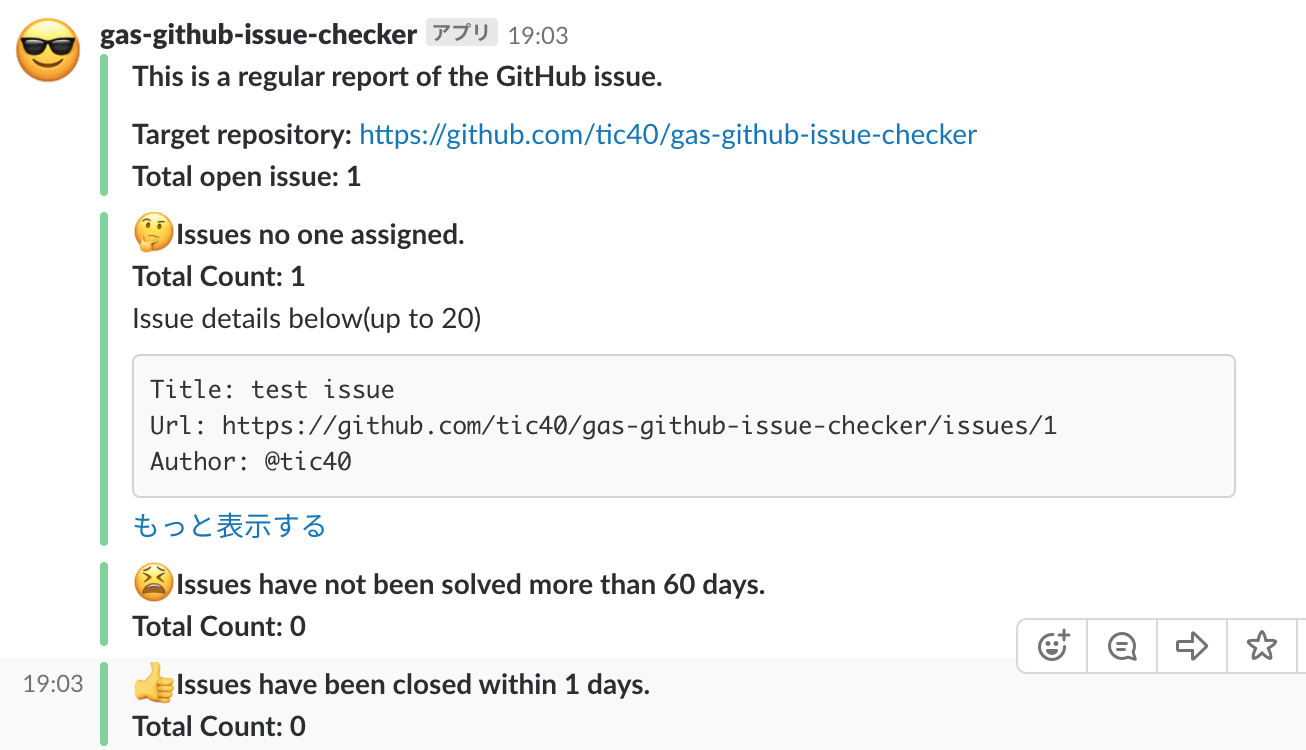 gas-github-issue-checker アプリ 19:03
This is a regular report of the GitHub issue.
Target repository: https://github.com/tic40/gas-github-issue-checker
Total open issue: 1
Issues no one assigned.
Total Count: 1
Issue details below(up to 20)
Title: test issue
Url: https://github.com/tic40/gas-github-issue-checker/issues/1
Author: @tic40
もっと表示する
Issues have not been solved more than 60 days.
Total Count: 0
19:03 Issues have been closed within 1 days.
Total Count: 0